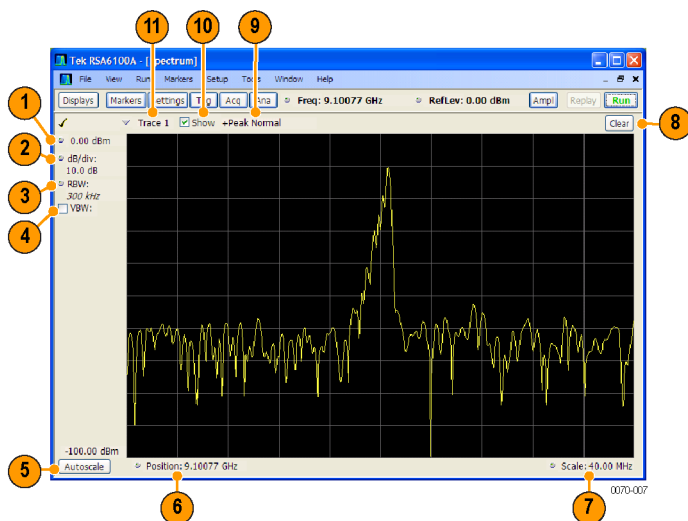 11 10 9
Tek RSA6100A - [Spectrum]
File View Run Markers Setup Tools Window Help
Displays Markers Settings Trig Acq Ana Freq: 9.10077 GHz RefLev: 0.00 dBm Ampl Replay Run
1
Trace 1 Show +Peak Normal Clear
8
0.00 dBm
2
dB/div:
10.0 dB
3
RBW:
300 kHz
4
VBW:
-100.00 dBm
5
Autoscale Position: 9.10077 GHz Scale: 40.00 MHz
6 7
0070-007